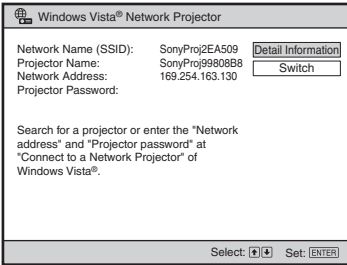 Windows Vista® Network Projector
Network Name (SSID): SonyProj2EA509
Projector Name: SonyProj99808B8
Network Address: 169.254.163.130
Projector Password:
Detail Information
Switch
Search for a projector or enter the "Network
address" and "Projector password" at
"Connect to a Network Projector" of
Windows Vista®.
Select: Set: ENTER